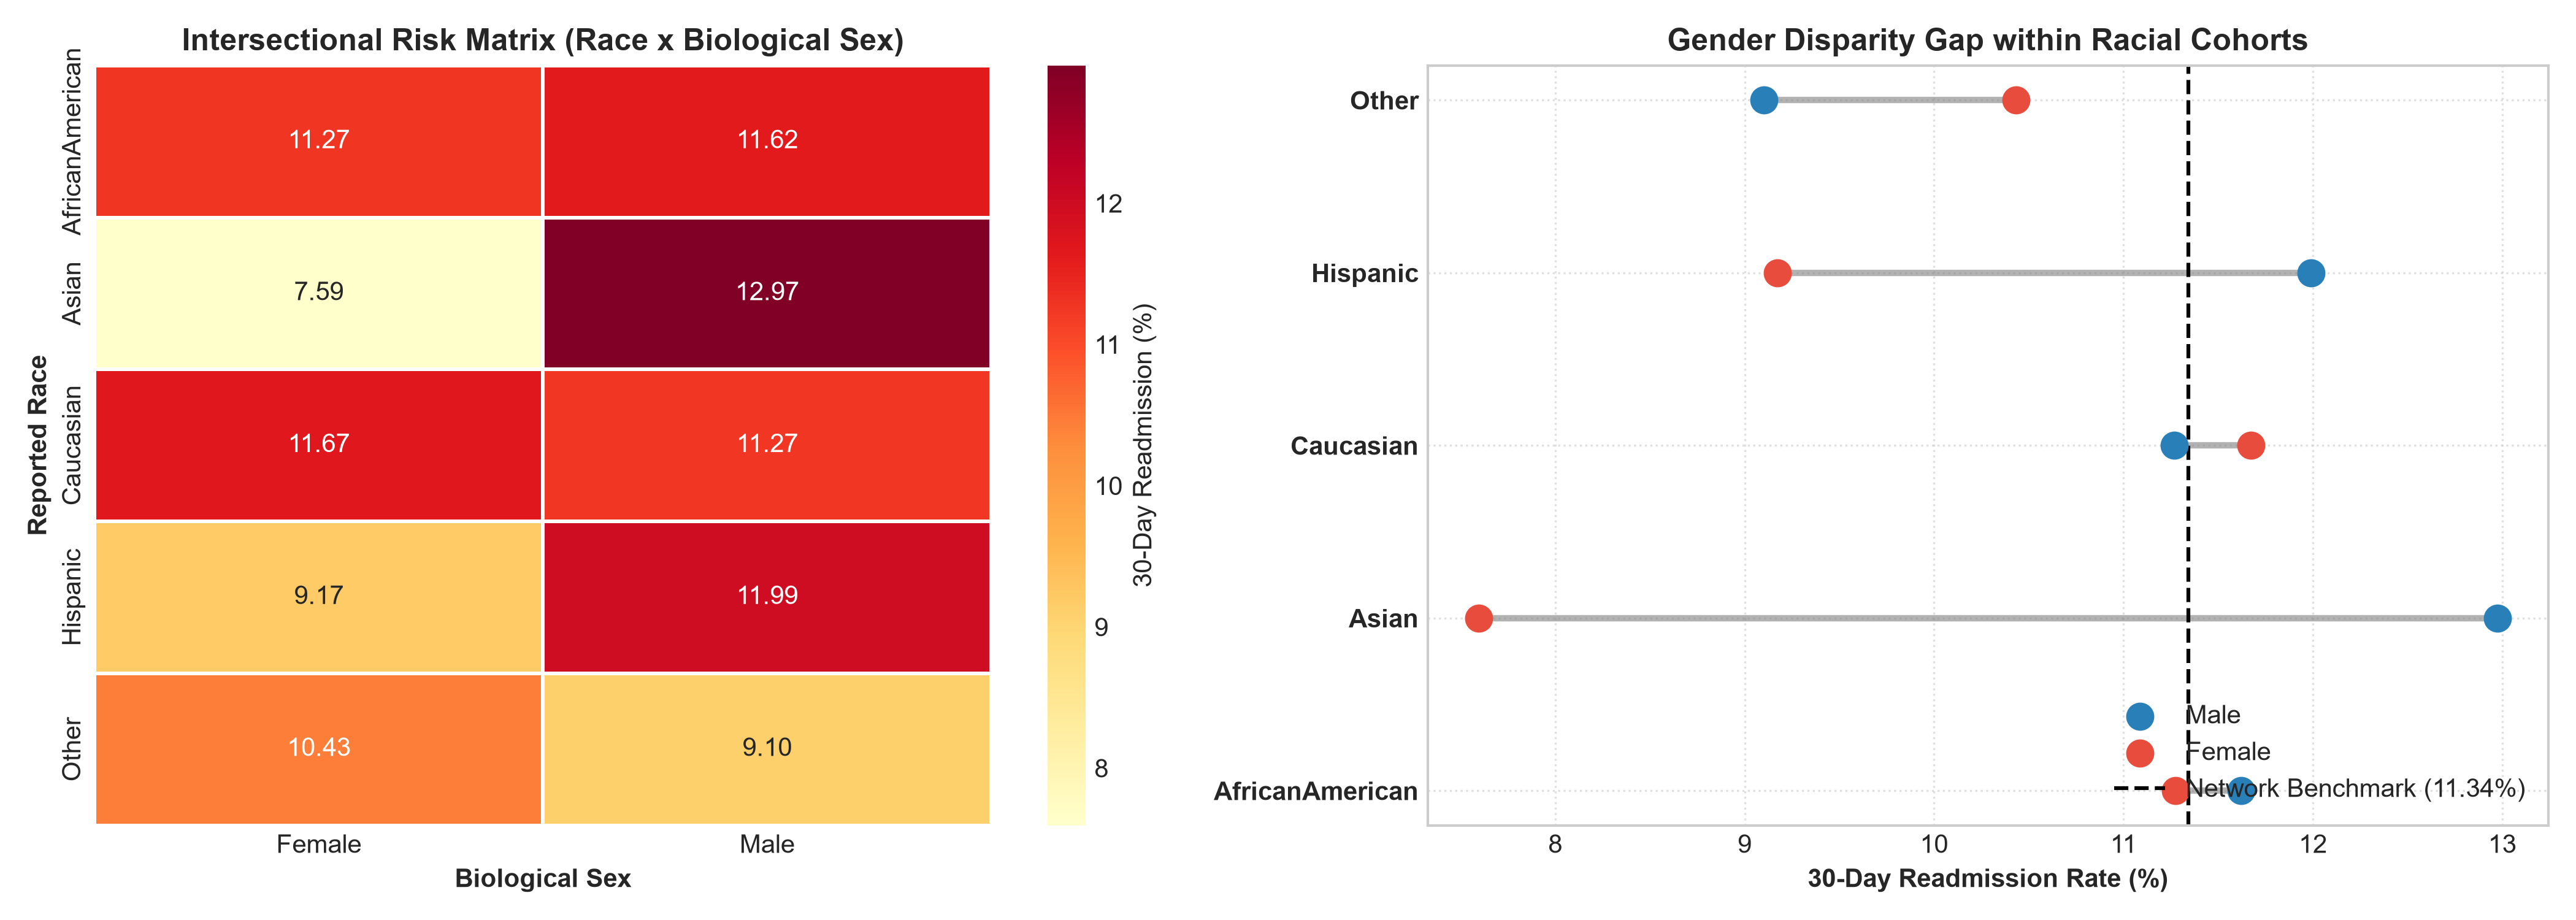 Intersectional Risk Matrix (Race x Biological Sex)
Reported Race
AfricanAmerican
Asian
Caucasian
Hispanic
Other
11.27 11.62
7.59 12.97
11.67 11.27
9.17 11.99
10.43 9.10
Female Male
Biological Sex
12
11
10
9
8
30-Day Readmission (%)
Gender Disparity Gap within Racial Cohorts
Other
Hispanic
Caucasian
Asian
AfricanAmerican
Male
Female
Network Benchmark (11.34%)
8 9 10 11 12 13
30-Day Readmission Rate (%)